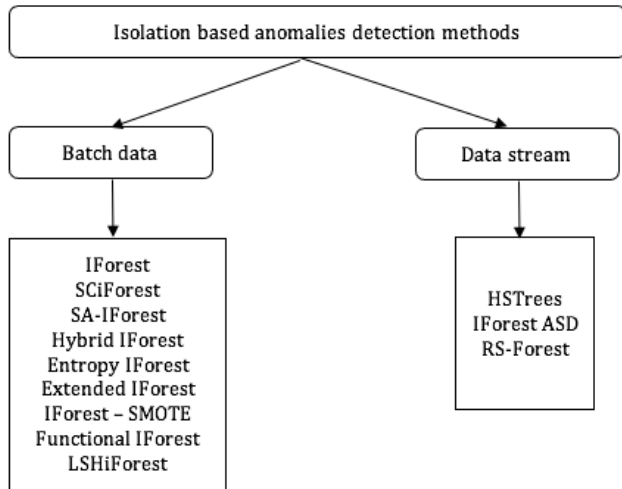 Isolation based anomalies detection methods
Batch data
Data stream
IForest
SCiForest
SA-IForest
Hybrid IForest
Entropy IForest
Extended IForest
IForest – SMOTE
Functional IForest
LSHiForest
HSTrees
IForest ASD
RS-Forest